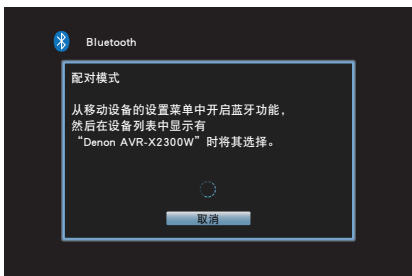 Bluetooth
配对模式
从移动设备的设置菜单中开启蓝牙功能，
然后在设备列表中显示有
“Denon AVR-X2300W”时将其选择。
取消